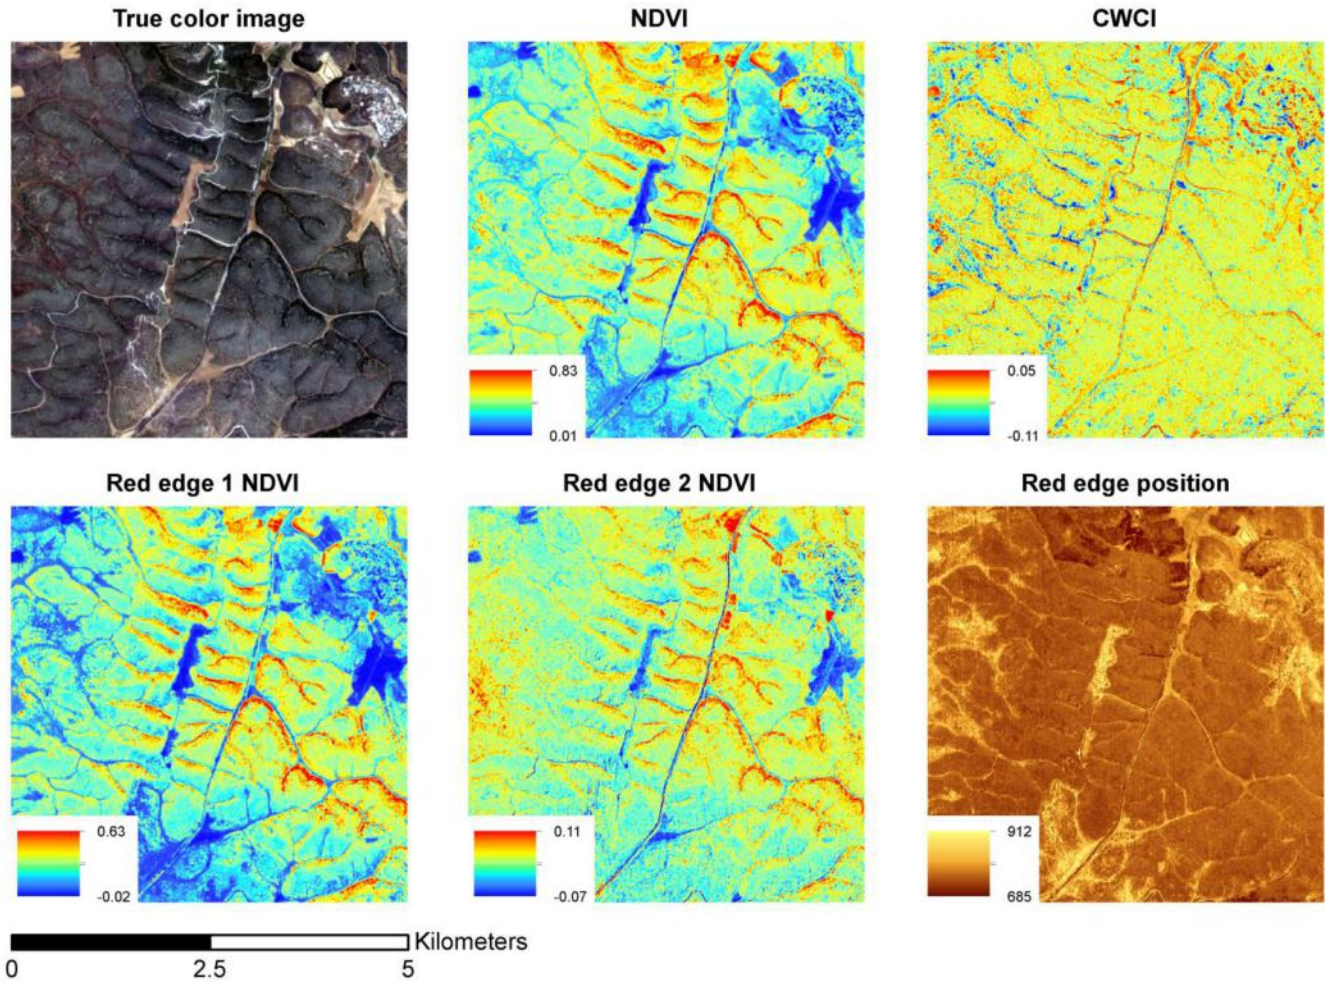 True color image
NDVI
CWCI
0.83
0.01
0.05
-0.11
Red edge 1 NDVI
Red edge 2 NDVI
Red edge position
0.63
-0.02
0.11
-0.07
912
685
Kilometers
0
2.5
5